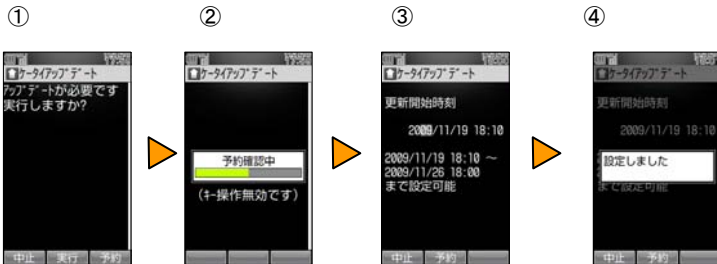 ①
②
③
④
ケータイアップデート
アップデートが必要です
実行しますか?
中止 実行 予約
ケータイアップデート
予約確認中
(キー操作無効です)
ケータイアップデート
更新開始時刻
2009/11/19 18:10
2009/11/19 18:10 ～
2009/11/26 18:00
まで設定可能
中止 予約
ケータイアップデート
更新開始時刻
2009/11/19 18:10
設定しました
まで設定可能
中止 予約